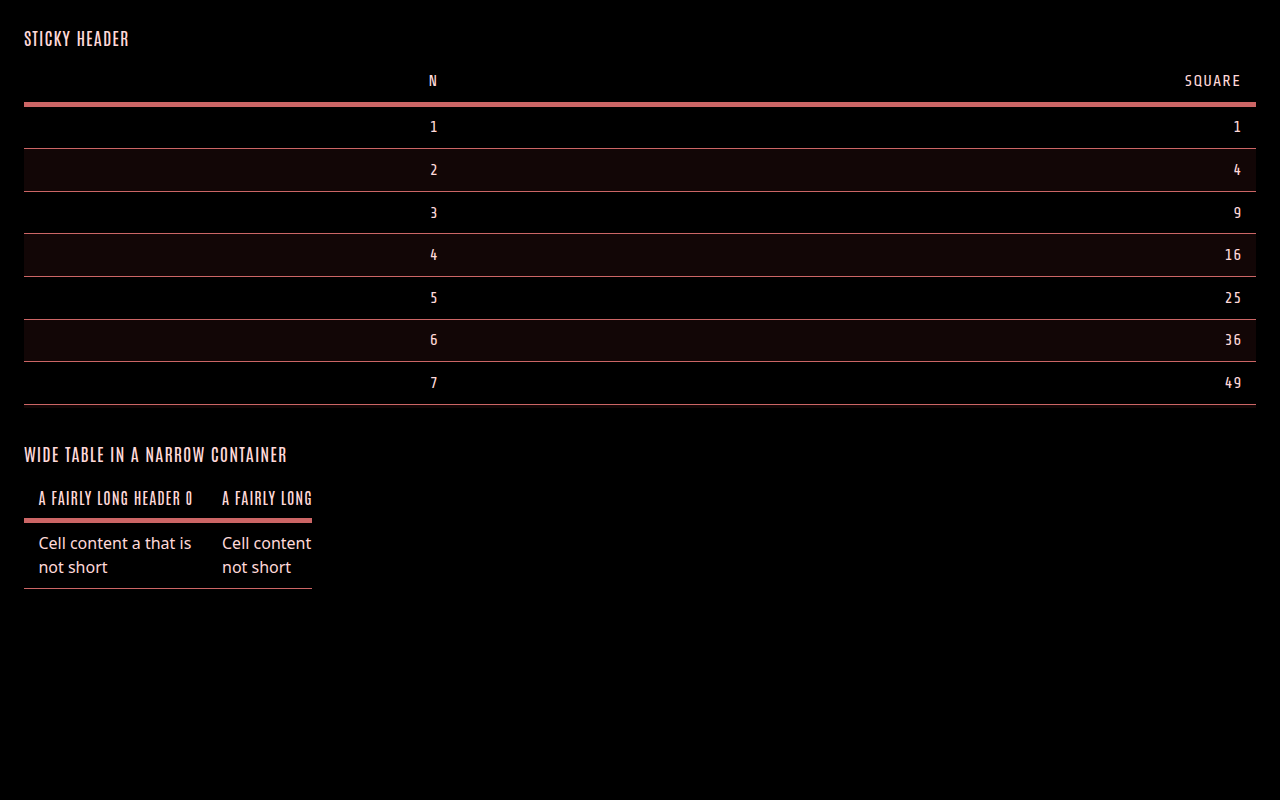 STICKY HEADER
N SQUARE
1 1
2 4
3 9
4 16
5 25
6 36
7 49
WIDE TABLE IN A NARROW CONTAINER
A FAIRLY LONG HEADER 0 A FAIRLY LONG
Cell content a that is Cell content
not short not short